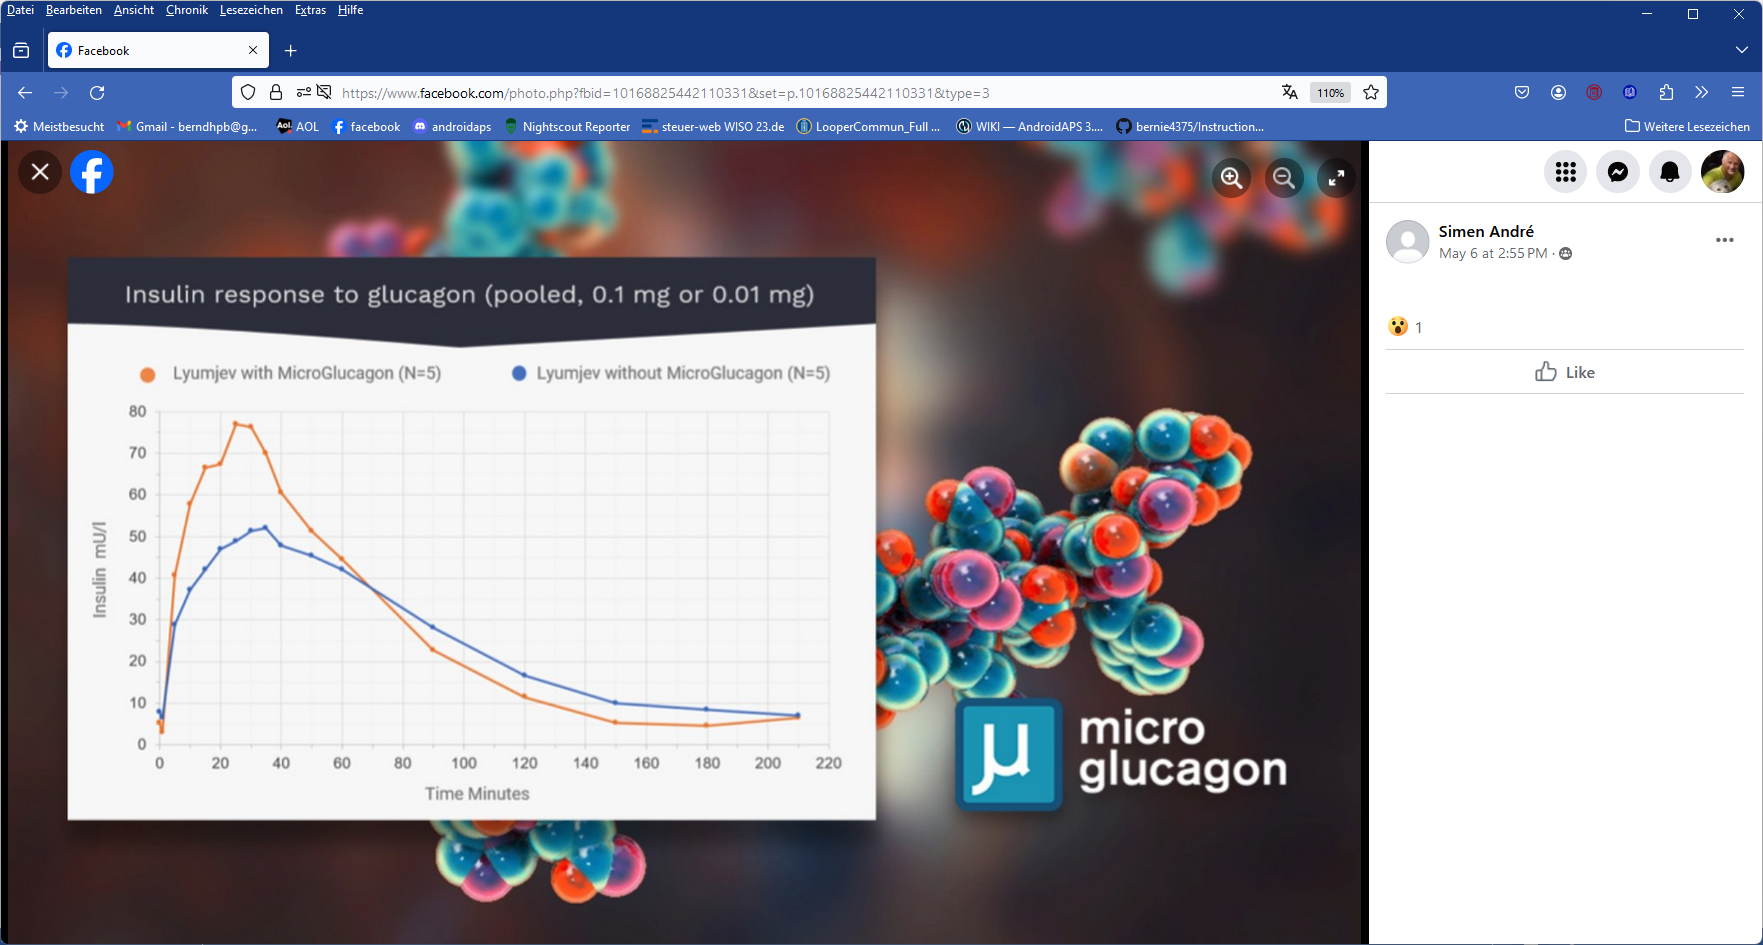 Datei Bearbeiten Ansicht Chronik Lesezeichen Extras Hilfe
Facebook
https://www.facebook.com/photo.php?fbid=10168825442110331&set=p.10168825442110331&type=3
110%
Meistbesucht Gmail - berndhpb@g... AOL facebook androidaps Nightscout Reporter steuer-web WISO 23.de LooperCommun_Full ... WIKI — AndroidAPS 3.... bernie4375/Instruction... Weitere Lesezeichen
Insulin response to glucagon (pooled, 0.1 mg or 0.01 mg)
Lyumjev with MicroGlucagon (N=5) Lyumjev without MicroGlucagon (N=5)
80
70
60
50
40
30
20
10
0
Insulin mU/l
0 20 40 60 80 100 120 140 160 180 200 220
Time Minutes
µ
micro
glucagon
Simen André
May 6 at 2:55 PM ·
1
Like